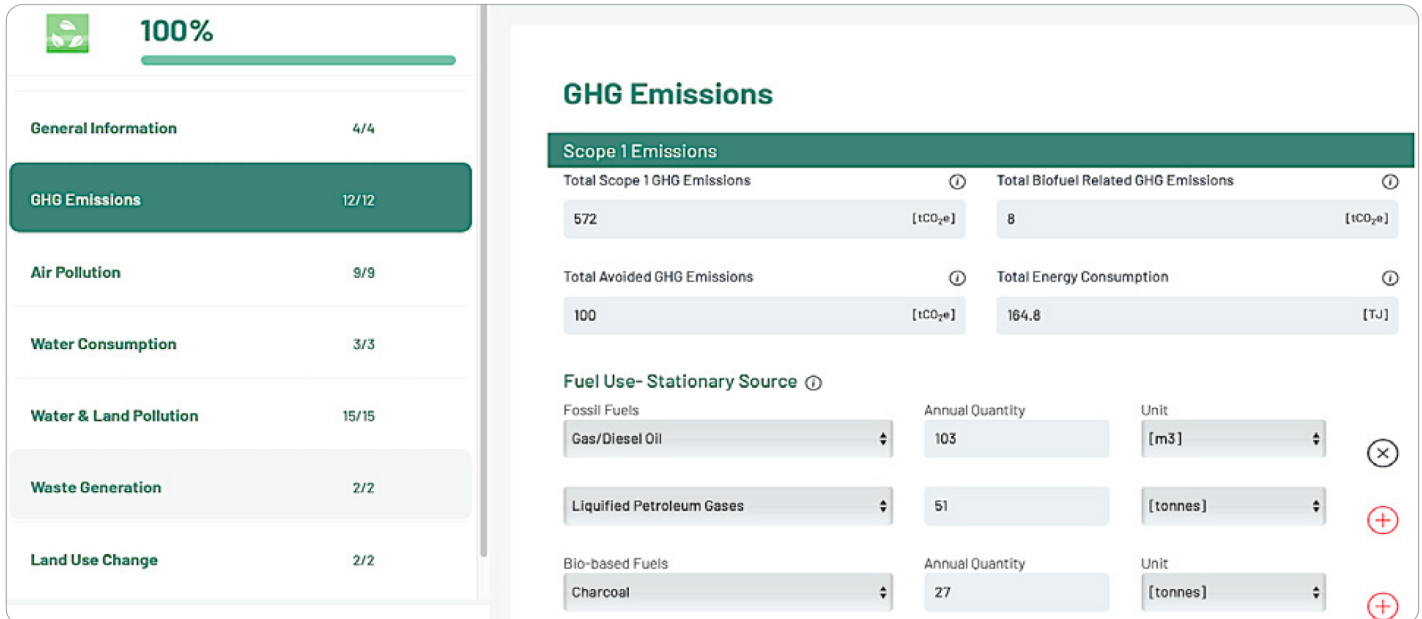 100%
General Information 4/4
GHG Emissions 12/12
Air Pollution 9/9
Water Consumption 3/3
Water & Land Pollution 15/15
Waste Generation 2/2
Land Use Change 2/2
GHG Emissions
Scope 1 Emissions
Total Scope 1 GHG Emissions Total Biofuel Related GHG Emissions
572 [tCO₂e] 8 [tCO₂e]
Total Avoided GHG Emissions Total Energy Consumption
100 [tCO₂e] 164.8 [TJ]
Fuel Use- Stationary Source
Fossil Fuels Annual Quantity Unit
Gas/Diesel Oil 103 [m3]
Liquified Petroleum Gases 51 [tonnes]
Bio-based Fuels Annual Quantity Unit
Charcoal 27 [tonnes]